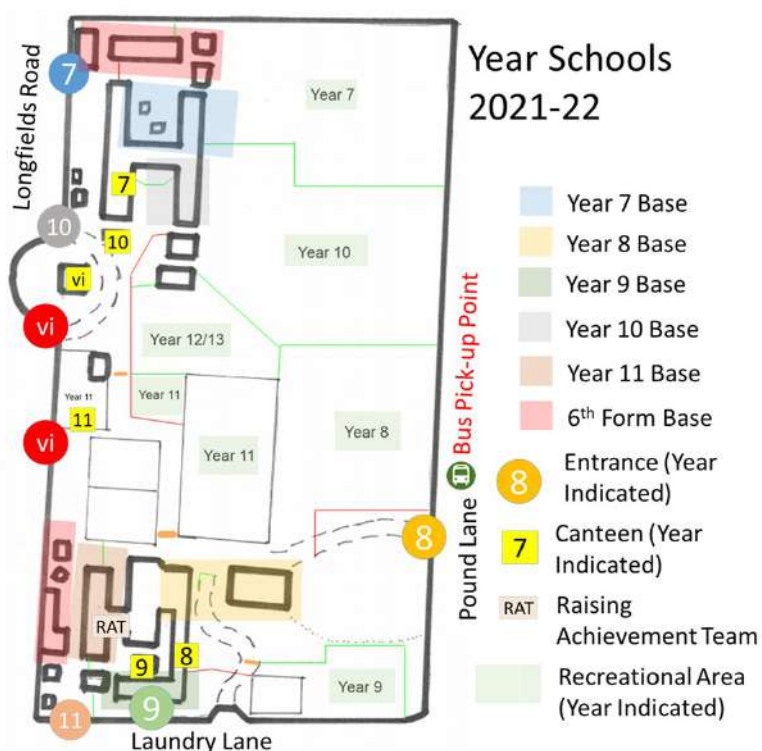 Year Schools
2021-22
Longfields Road
7
Year 7
7
10
10
vi
Year 10
vi
Year 12/13
Year 11
Year 11
11
vi
Year 11
Year 8
Bus Pick-up Point
Pound Lane
8
RAT
9
8
Year 9
11
9
Laundry Lane
Year 7 Base
Year 8 Base
Year 9 Base
Year 10 Base
Year 11 Base
6th Form Base
8
Entrance (Year
Indicated)
7
Canteen (Year
Indicated)
RAT
Raising
Achievement Team
Recreational Area
(Year Indicated)